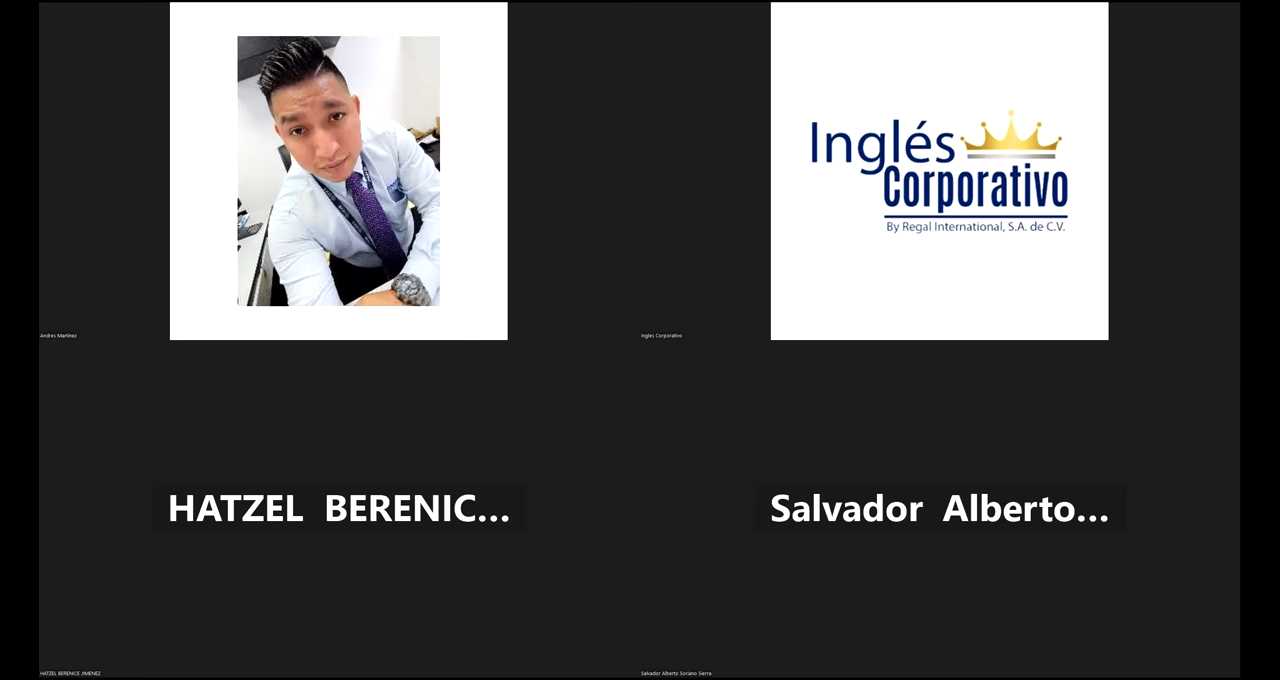 Inglés
Corporativo
By Regal International, S.A. de C.V.
Andres Martinez
Ingles Corporativo
HATZEL BERENIC...
Salvador Alberto...
HATZEL BERENICE JIMENEZ
Salvador Alberto Soriano Sierra